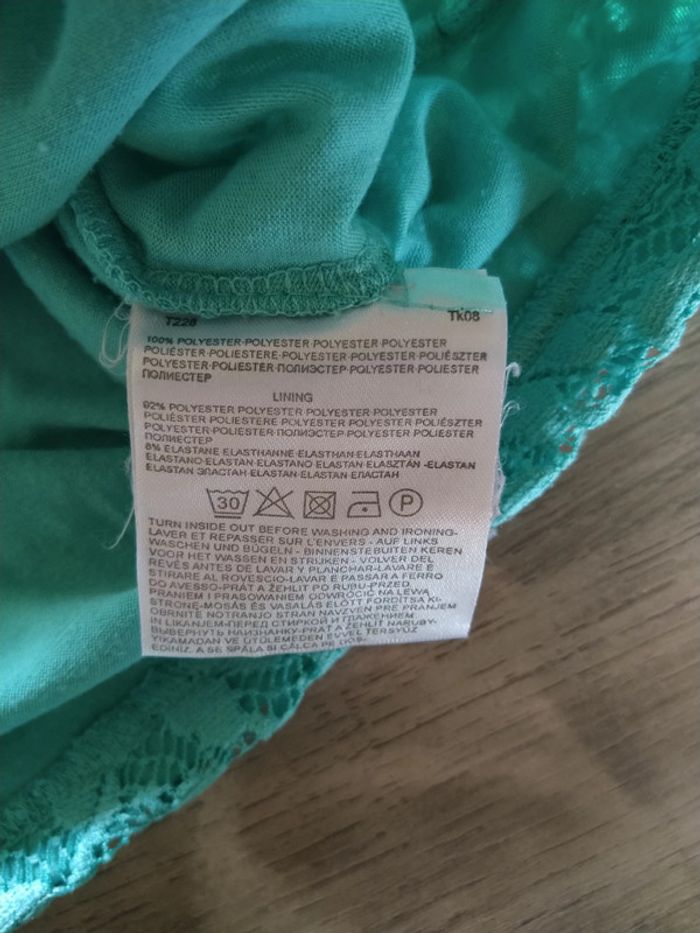 T228
Tk08
100% POLYESTER·POLYESTER·POLYESTER·POLYESTER
POLIÉSTER·POLIESTERE·POLYESTER·POLYESTER·POLIÉSZTER
POLYESTER·POLIESTER·ПОЛИЭСТЕР·POLYESTER·POLIESTER
ПОЛИЕСТЕР
LINING
92% POLYESTER·POLYESTER·POLYESTER·POLYESTER
POLIÉSTER·POLIESTERE·POLYESTER·POLYESTER·POLIÉSZTER
POLYESTER·POLIESTER·ПОЛИЭСТЕР·POLYESTER·POLIESTER
ПОЛИЕСТЕР
8% ELASTANE·ELASTHANNE·ELASTHAN·ELASTHAAN
ELASTANO·ELASTAN·ELASTANO·ELASTAN·ELASZTÁN·ELASTAN
ELASTAN·ЭЛАСТАН·ELASTAN·ELASTAN·ЕЛАСТАН
30 P
TURN INSIDE OUT BEFORE WASHING AND IRONING-
LAVER ET REPASSER SUR L'ENVERS - AUF LINKS
WASCHEN UND BÜGELN - BINNENSTEBUITEN KEREN
VOOR HET WASSEN EN STRIJKEN - VOLVER DEL
REVÉS ANTES DE LAVAR Y PLANCHAR-LAVARE E
STIRARE AL ROVESCIO-LAVAR E PASSAR A FERRO
DO AVESSO-PRÁT A ŽEHLIT PO RUBU-PRZED
PRANIEM I PRASOWANIEM ODWRÓCIĆ NA LEWĄ
STRONĘ-MOSÁS ÉS VASALÁS ELŐTT FORDÍTSA KI-
OBRNITE NOTRANJO STRAN NAVZVEN PRE PRANJEM
IN LIKANJEM-ПЕРЕД СТИРКОЙ И ГЛАЖЕНИЕМ
ВЫВЕРНУТЬ НАИЗНАНКУ-PRÁT A ŽEHLIT NARUBY-
YIKAMADAN VE ÜTÜLEMEDEN EVVEL TERSYÜZ
EDINIZ. A SE SPĂLA SI CĂLCA PE DOS-